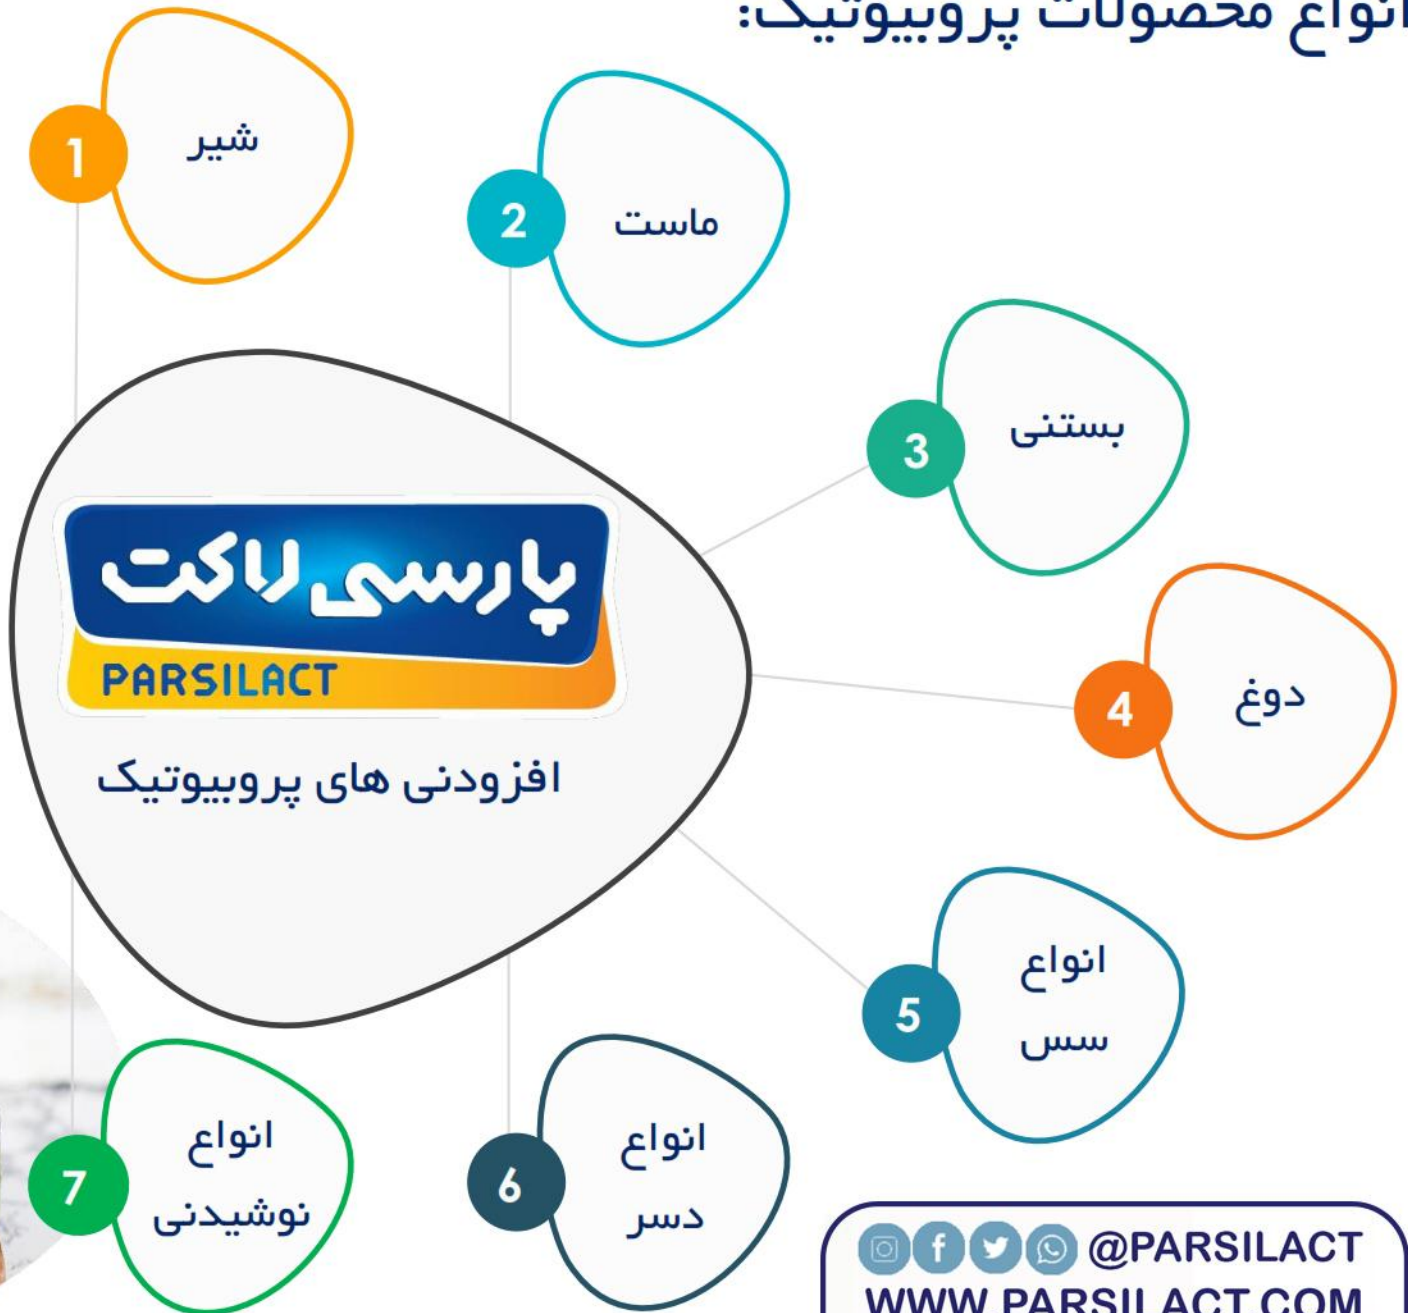 انواع محصولات پروبیوتیک:
1
شیر
2
ماست
3
بستنی
پارسی لاکت
PARSILACT
افزودنی های پروبیوتیک
4
دوغ
5
انواع
سس
6
انواع
دسر
7
انواع
نوشیدنی
@PARSILACT
WWW.PARSILACT.COM